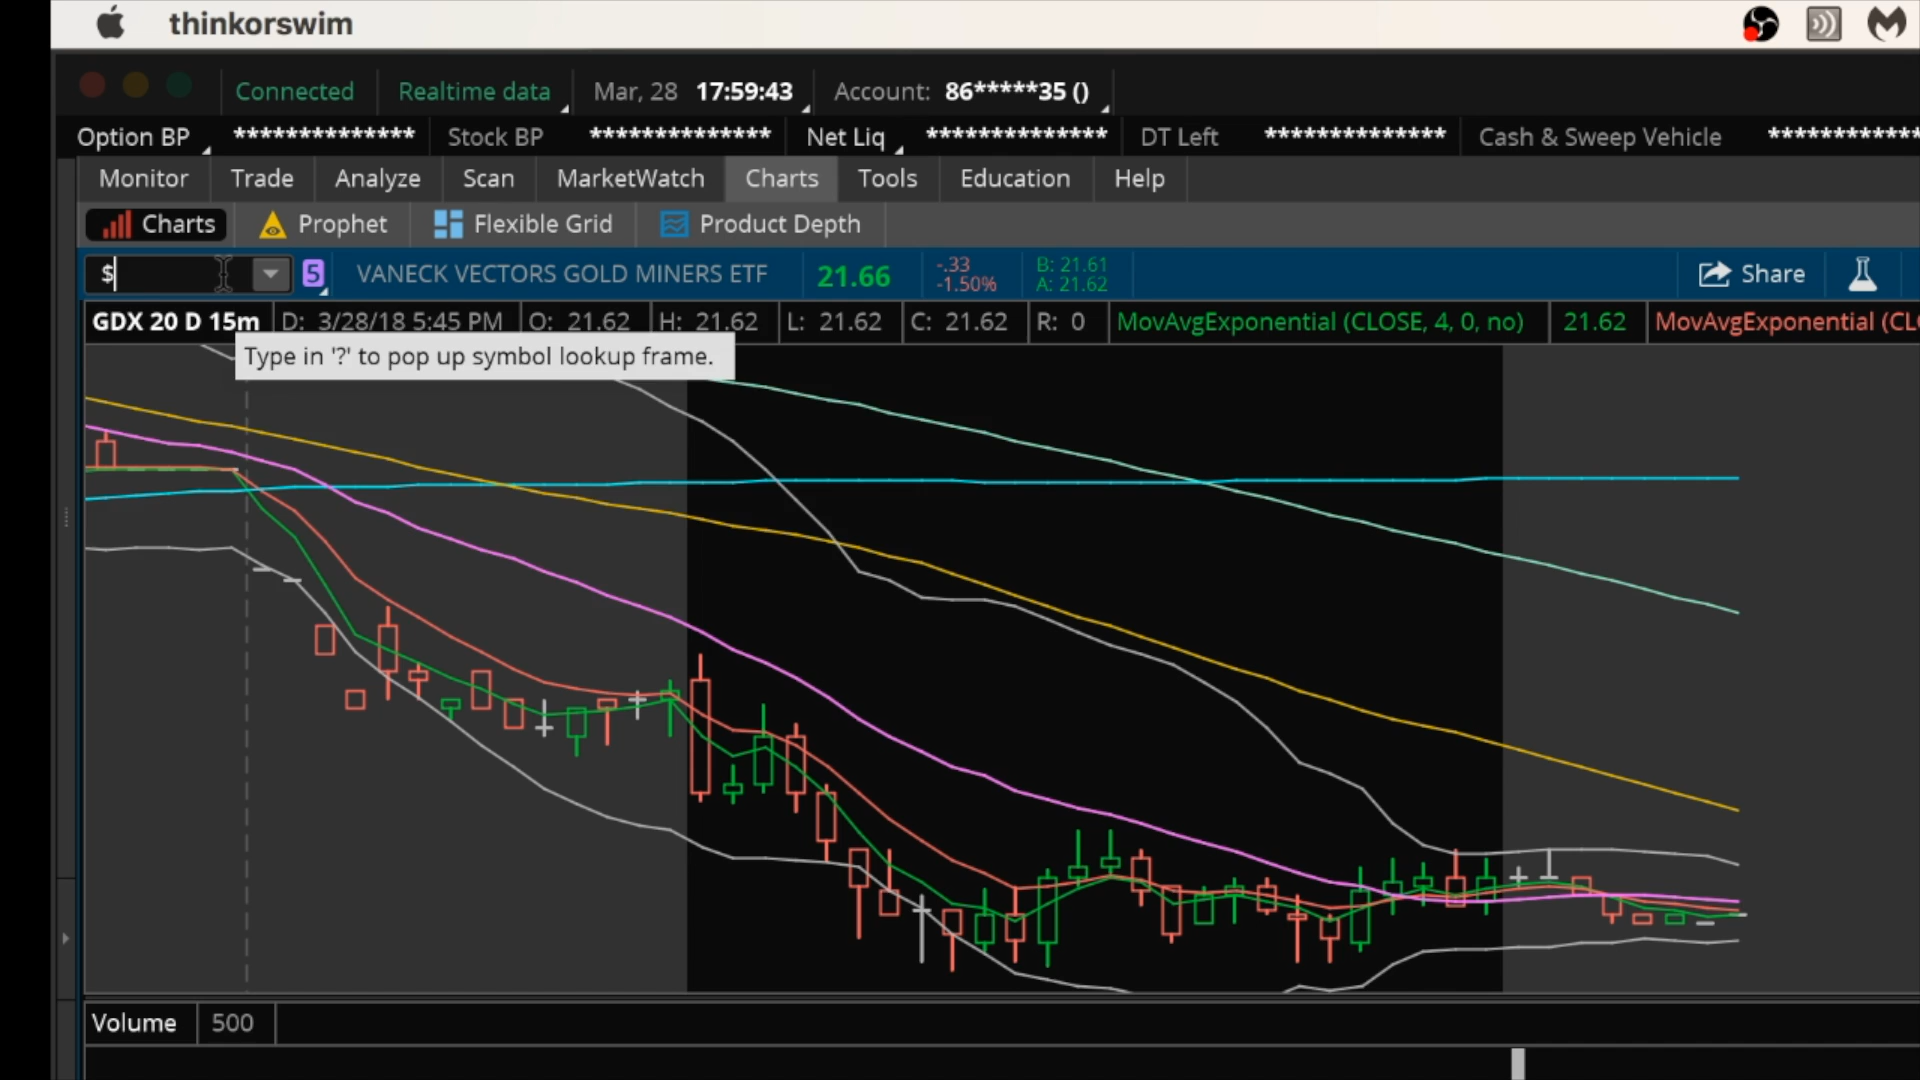 thinkorswim
Connected Realtime data Mar, 28 17:59:43 Account: 86*****35 ()
Option BP ************** Stock BP ************** Net Liq ************** DT Left ************** Cash & Sweep Vehicle
Monitor Trade Analyze Scan MarketWatch Charts Tools Education Help
Charts Prophet Flexible Grid Product Depth
$ 5 VANECK VECTORS GOLD MINERS ETF 21.66 -.33 B: 21.61 Share
-1.50% A: 21.62
GDX 20 D 15m D: 3/28/18 5:45 PM O: 21.62 H: 21.62 L: 21.62 C: 21.62 R: 0 MovAvgExponential (CLOSE, 4, 0, no) 21.62 MovAvgExponential
Type in '?' to pop up symbol lookup frame.
Volume 500